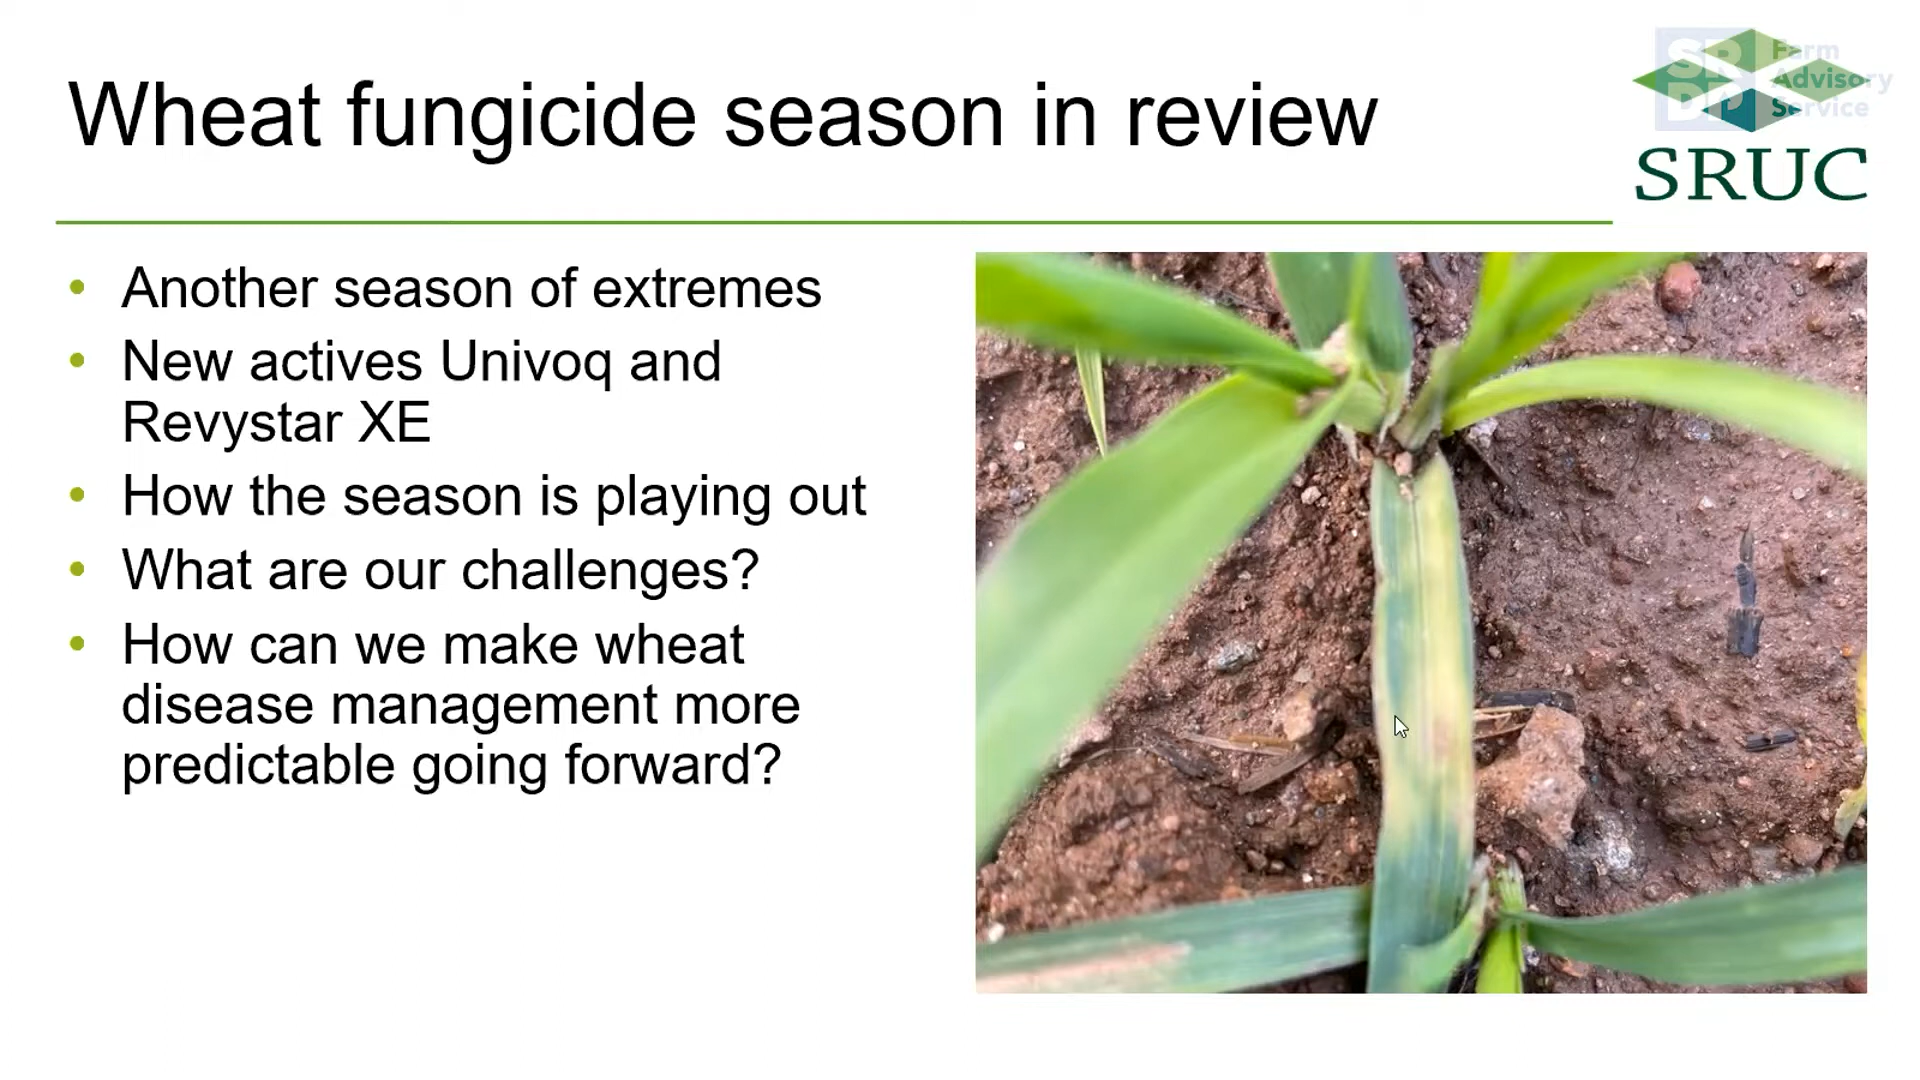 Wheat fungicide season in review
SRDP
Farm
Advisory
Service
SRUC
• Another season of extremes
• New actives Univoq and
Revystar XE
• How the season is playing out
• What are our challenges?
• How can we make wheat
disease management more
predictable going forward?